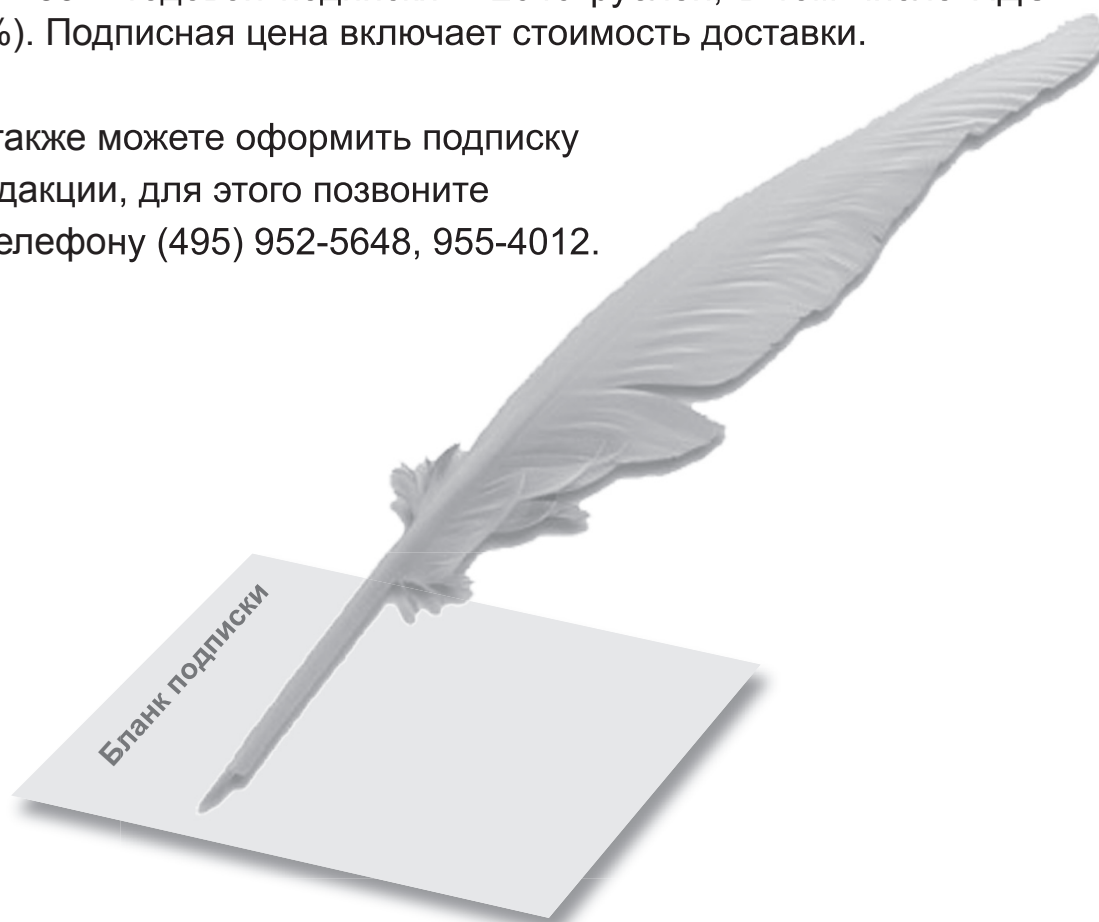 %). Подписная цена включает стоимость доставки.
также можете оформить подписку
дакции, для этого позвоните
елефону (495) 952-5648, 955-4012.
Бланк подписки